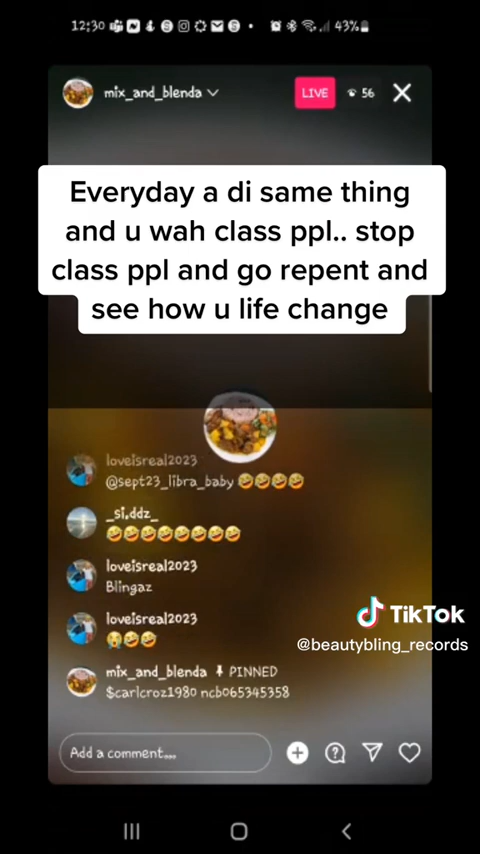 12:30
43%
mix_and_blenda
LIVE
56
Everyday a di same thing
and u wah class ppl.. stop
class ppl and go repent and
see how u life change
loveisreal2023
@sept23_libra_baby 🤣🤣🤣🤣
_si.ddz_
🤣🤣🤣🤣🤣🤣🤣🤣
loveisreal2023
Blingaz
loveisreal2023
😭🤣🤣
TikTok
@beautybling_records
mix_and_blenda PINNED
$carlcroz1980 ncb065345358
Add a comment...